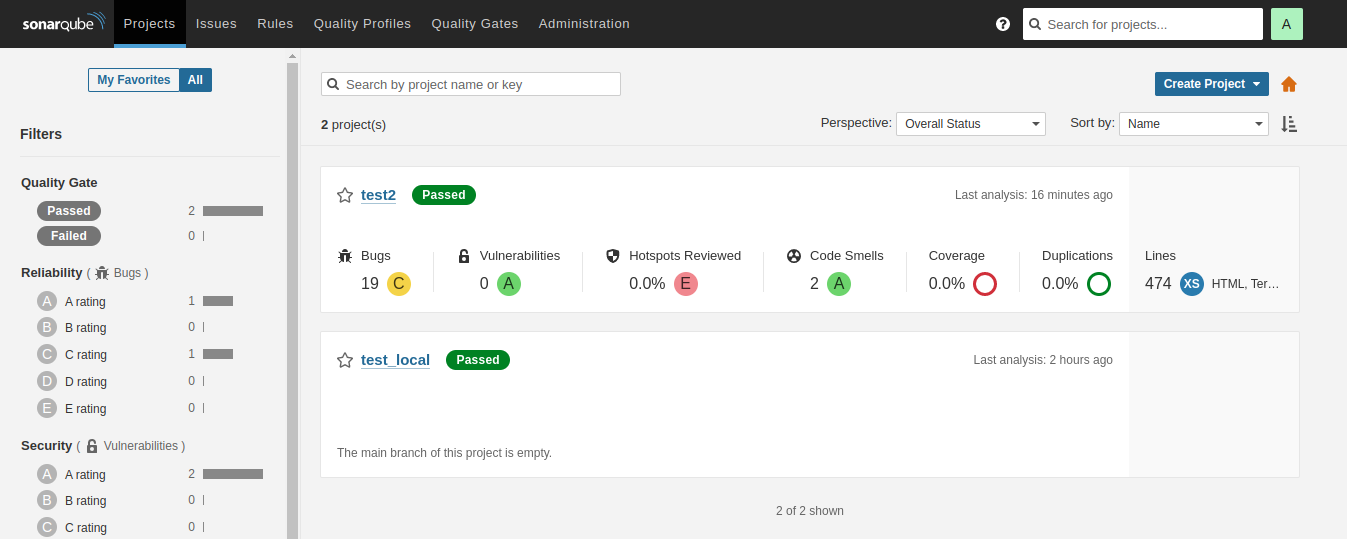 sonarqube Projects Issues Rules Quality Profiles Quality Gates Administration ? Search for projects... A
My Favorites All
Filters
Quality Gate
Passed 2
Failed 0
Reliability ( Bugs )
A A rating 1
B B rating 0
C C rating 1
D D rating 0
E E rating 0
Security ( Vulnerabilities )
A A rating 2
B B rating 0
C C rating 0
Search by project name or key
Create Project
2 project(s)
Perspective: Overall Status
Sort by: Name
test2 Passed
Last analysis: 16 minutes ago
Bugs Vulnerabilities Hotspots Reviewed Code Smells Coverage Duplications Lines
19 C 0 A 0.0% E 2 A 0.0% 0.0% 474 XS HTML, Ter…
test_local Passed
Last analysis: 2 hours ago
The main branch of this project is empty.
2 of 2 shown